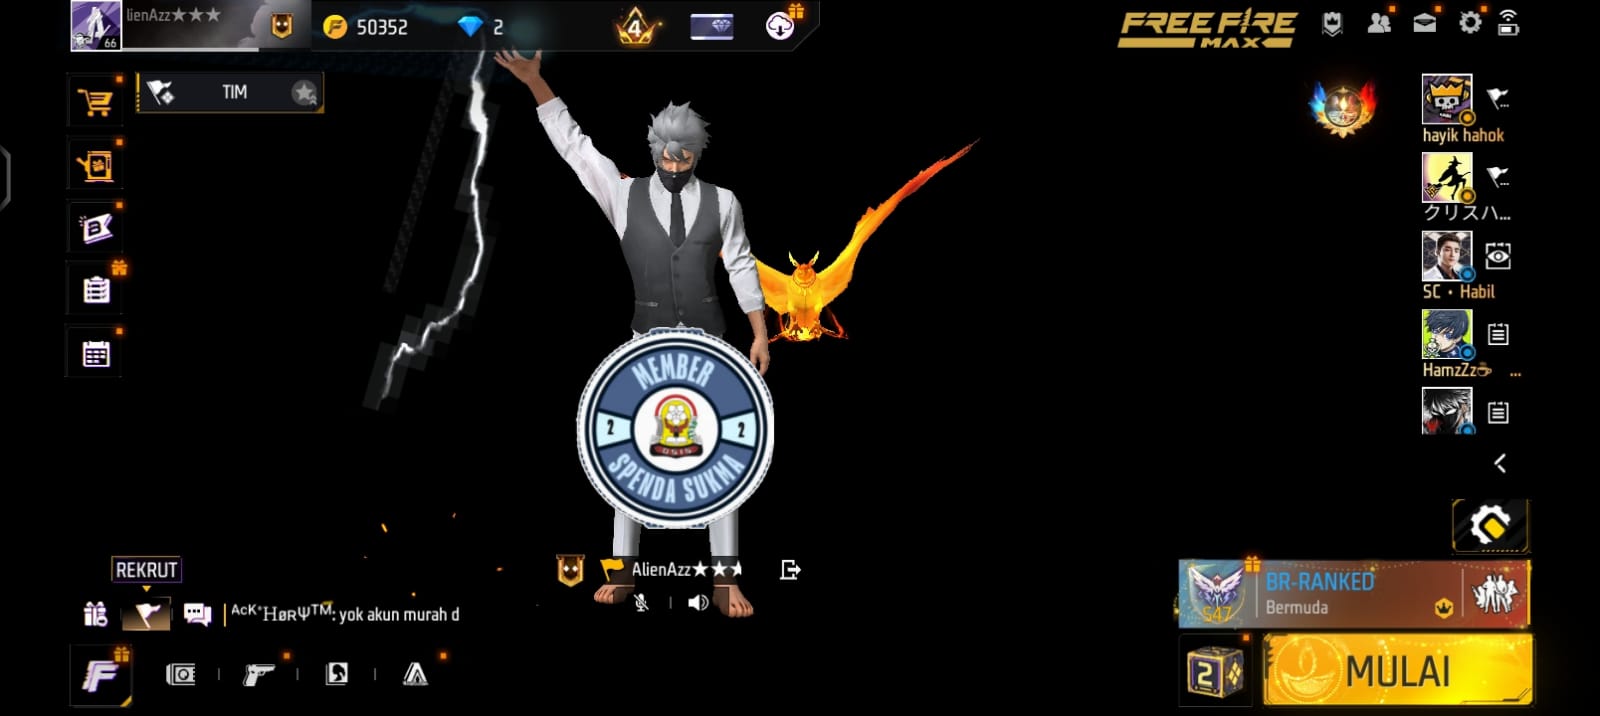 lienAzz★★★
66
50352
2
4
FREE FIRE
MAX
TIM
hayik hahok
クリスハ...
SC • Habil
HamzZz☕ ...
MEMBER
2 2
OSIS
SPENDA SUKMA
REKRUT
AlienAzz★★★
ᴬᶜᴷ*HøRΨᵀᴹ: yok akun murah d
BR-RANKED
Bermuda
547
2
MULAI